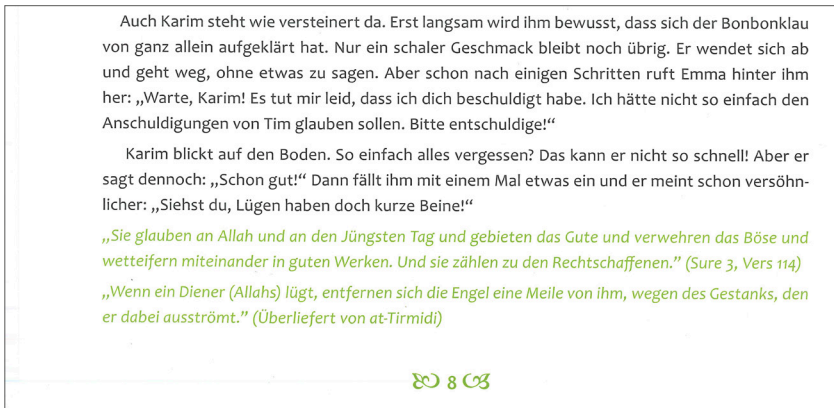 Auch Karim steht wie versteinert da. Erst langsam wird ihm bewusst, dass sich der Bonbonklau
von ganz allein aufgeklärt hat. Nur ein schaler Geschmack bleibt noch übrig. Er wendet sich ab
und geht weg, ohne etwas zu sagen. Aber schon nach einigen Schritten ruft Emma hinter ihm
her: „Warte, Karim! Es tut mir leid, dass ich dich beschuldigt habe. Ich hätte nicht so einfach den
Anschuldigungen von Tim glauben sollen. Bitte entschuldige!“
Karim blickt auf den Boden. So einfach alles vergessen? Das kann er nicht so schnell! Aber er
sagt dennoch: „Schon gut!“ Dann fällt ihm mit einem Mal etwas ein und er meint schon versöhn-
licher: „Siehst du, Lügen haben doch kurze Beine!“
„Sie glauben an Allah und an den Jüngsten Tag und gebieten das Gute und verwehren das Böse und
wetteifern miteinander in guten Werken. Und sie zählen zu den Rechtschaffenen.” (Sure 3, Vers 114)
„Wenn ein Diener (Allahs) lügt, entfernen sich die Engel eine Meile von ihm, wegen des Gestanks, den
er dabei ausströmt.” (Überliefert von at-Tirmidi)
8